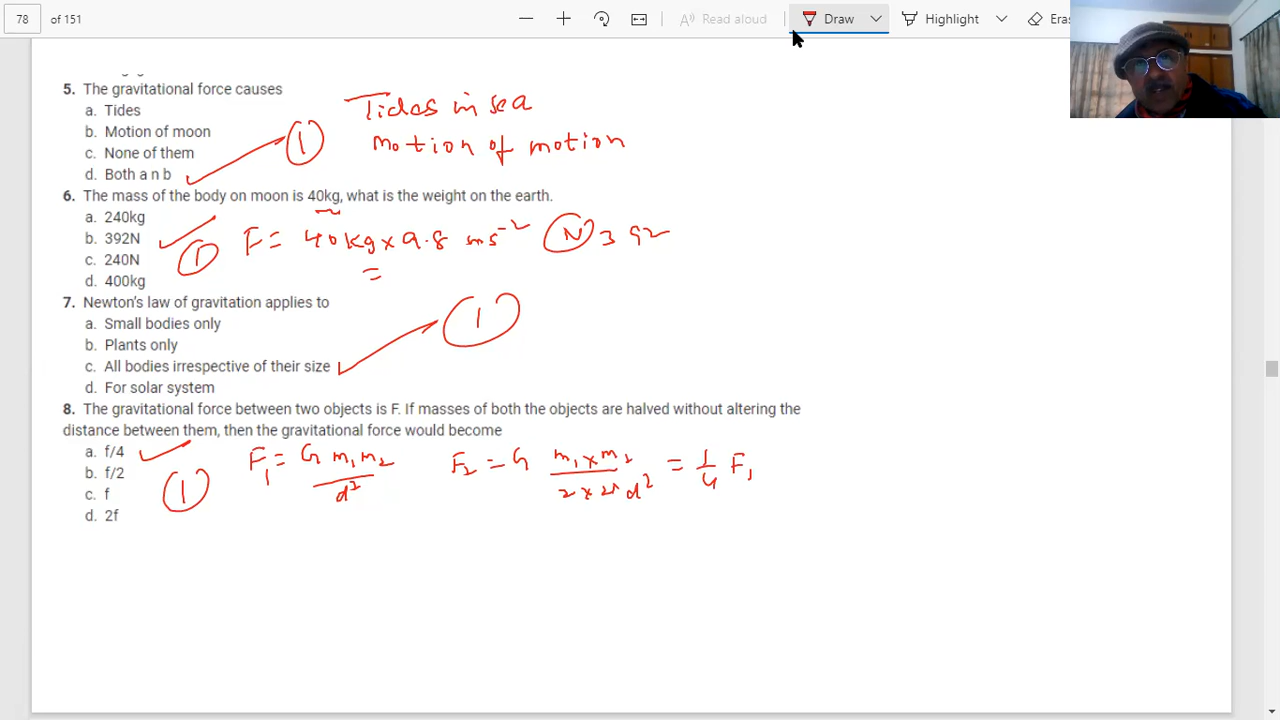 78 of 151 Read aloud Draw Highlight Eras
5. The gravitational force causes
a. Tides
b. Motion of moon
c. None of them
d. Both a n b
1
Tides in sea
motion of motion
6. The mass of the body on moon is 40kg, what is the weight on the earth.
a. 240kg
b. 392N
c. 240N
d. 400kg
1 F = 40kg x 9.8 ms⁻² N 392
=
7. Newton's law of gravitation applies to
a. Small bodies only
b. Plants only
c. All bodies irrespective of their size
d. For solar system
1
8. The gravitational force between two objects is F. If masses of both the objects are halved without altering the
distance between them, then the gravitational force would become
a. f/4
b. f/2
c. f
d. 2f
1 F₁ = G m₁m₂ / d² F₂ = G m₁ x m₂ / 2 x 2 d² = 1/4 F₁